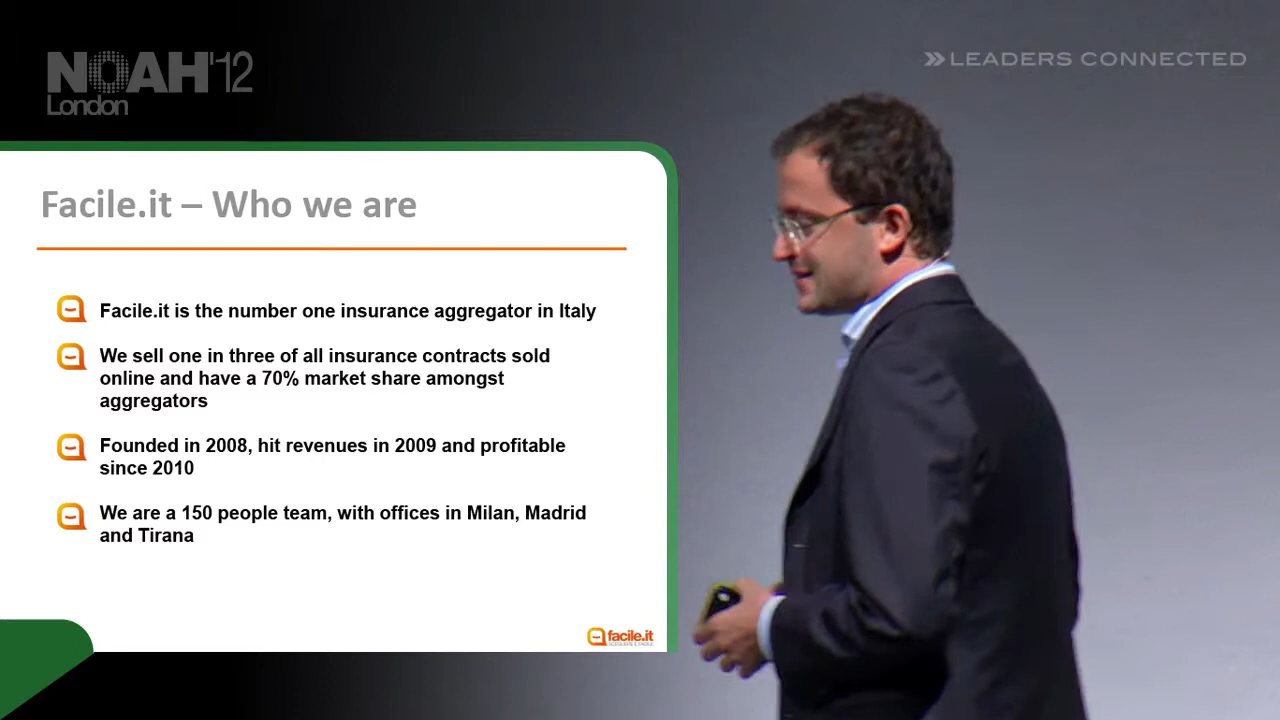 NOAH'12
London
LEADERS CONNECTED
Facile.it – Who we are
Facile.it is the number one insurance aggregator in Italy
We sell one in three of all insurance contracts sold
online and have a 70% market share amongst
aggregators
Founded in 2008, hit revenues in 2009 and profitable
since 2010
We are a 150 people team, with offices in Milan, Madrid
and Tirana
facile.it